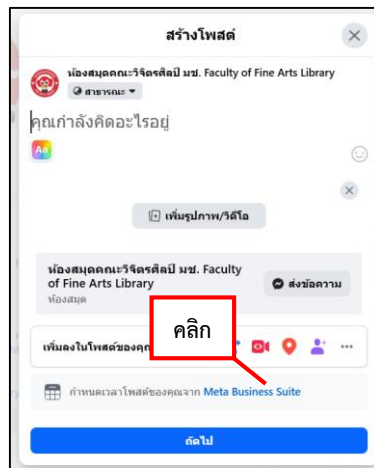 สร้างโพสต์
ห้องสมุดคณะวิจิตรศิลป์ มช. Faculty of Fine Arts Library
สาธารณะ
คุณกำลังคิดอะไรอยู่
Aa
เพิ่มรูปภาพ/วิดีโอ
ห้องสมุดคณะวิจิตรศิลป์ มช. Faculty
of Fine Arts Library
ห้องสมุด
ส่งข้อความ
คลิก
เพิ่มลงในโพสต์ของคุณ
กำหนดเวลาโพสต์ของคุณจาก Meta Business Suite
ถัดไป